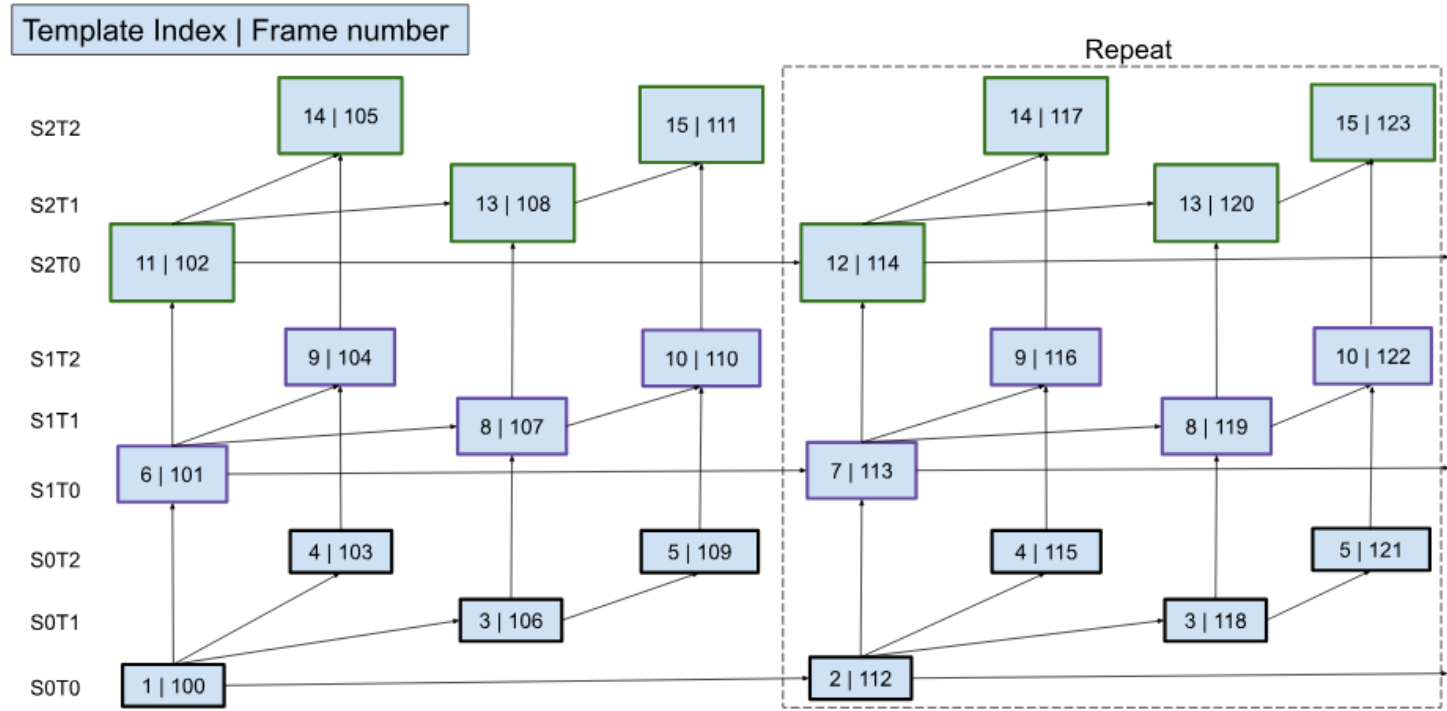 Template Index | Frame number
Repeat
S2T2
14 | 105
15 | 111
14 | 117
15 | 123
S2T1
13 | 108
13 | 120
S2T0
11 | 102
12 | 114
S1T2
9 | 104
10 | 110
9 | 116
10 | 122
S1T1
8 | 107
8 | 119
S1T0
6 | 101
7 | 113
S0T2
4 | 103
5 | 109
4 | 115
5 | 121
S0T1
3 | 106
3 | 118
S0T0
1 | 100
2 | 112